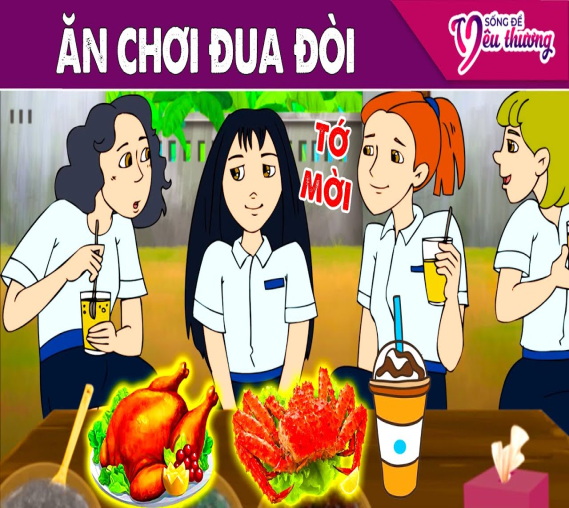 ĂN CHƠI ĐUA ĐÒI
SỐNG ĐỂ
Yêu thương
TỚ
MỜI